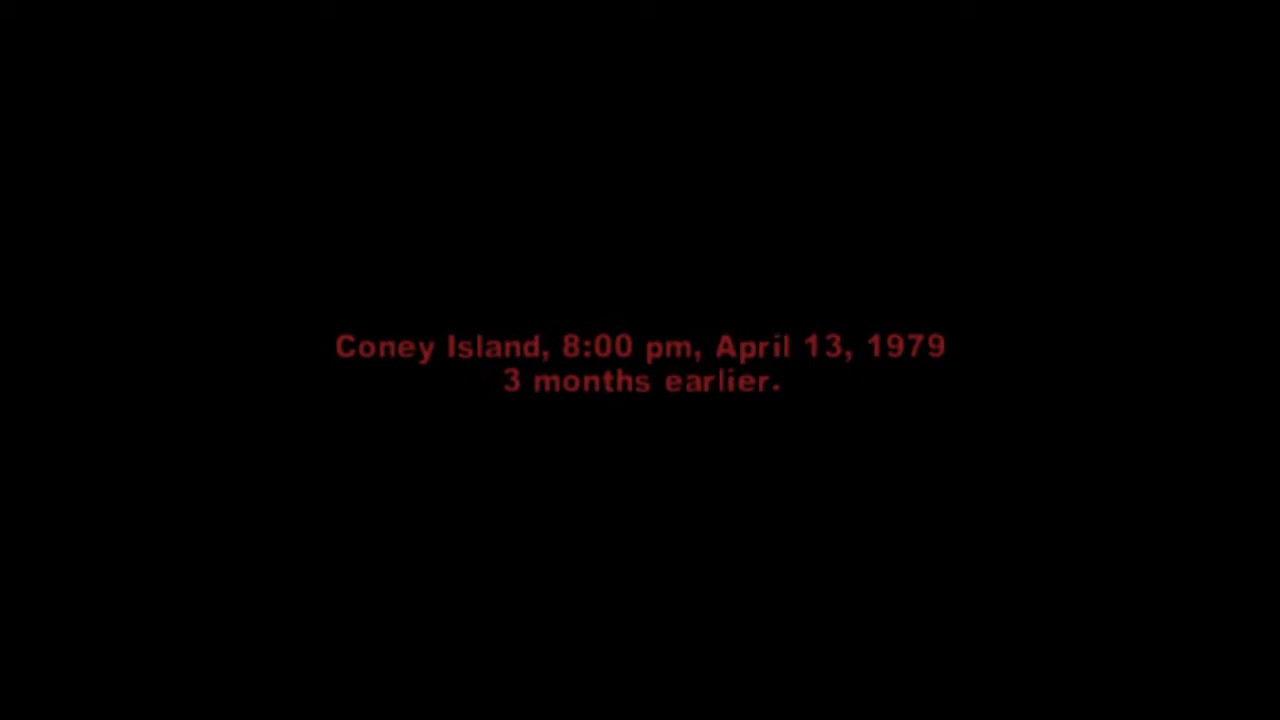 Coney Island, 8:00 pm, April 13, 1979
3 months earlier.